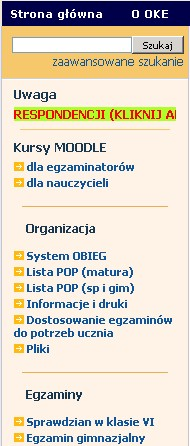 Strona główna O OKE
Szukaj
zaawansowane szukanie
Uwaga
RESPONDENCJI (KLIKNIJ
Kursy MOODLE
dla egzaminatorów
dla nauczycieli
Organizacja
System OBIEG
Lista POP (matura)
Lista POP (sp i gim)
Informacje i druki
Dostosowanie egzaminów
do potrzeb ucznia
Pliki
Egzaminy
Sprawdzian w klasie VI
Egzamin gimnazjalny